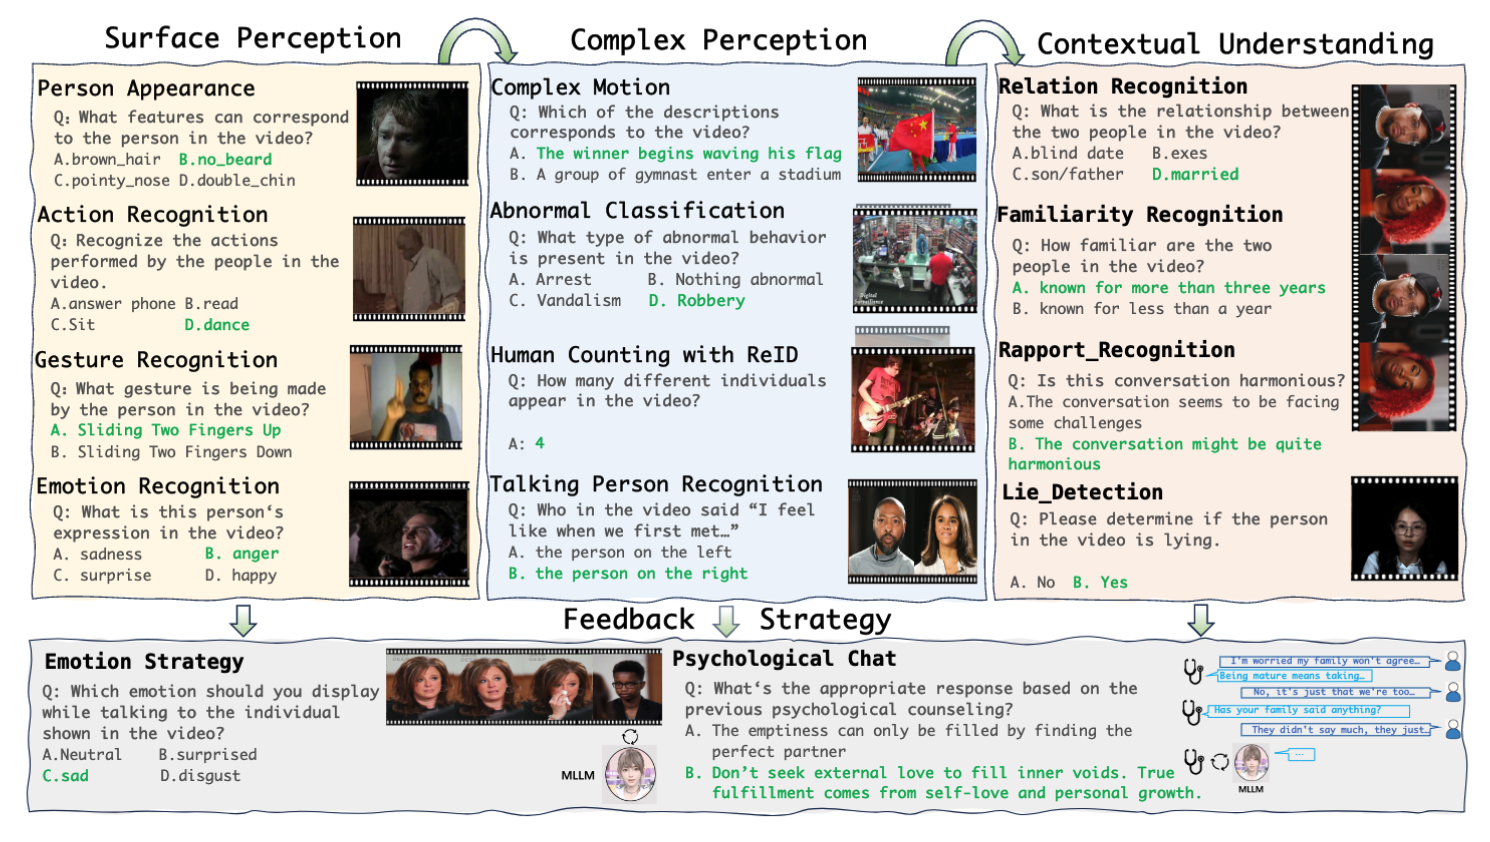 Surface Perception
Person Appearance
Q: What features can correspond
to the person in the video?
A.brown_hair B.no_beard
C.pointy_nose D.double_chin
Action Recognition
Q: Recognize the actions
performed by the people in the
video.
A.answer phone B.read
C.Sit D.dance
Gesture Recognition
Q: What gesture is being made
by the person in the video?
A. Sliding Two Fingers Up
B. Sliding Two Fingers Down
Emotion Recognition
Q: What is this person‘s
expression in the video?
A. sadness B. anger
C. surprise D. happy
Complex Perception
Complex Motion
Q: Which of the descriptions
corresponds to the video?
A. The winner begins waving his flag
B. A group of gymnast enter a stadium
Abnormal Classification
Q: What type of abnormal behavior
is present in the video?
A. Arrest B. Nothing abnormal
C. Vandalism D. Robbery
Digital
Surveillance
Human Counting with ReID
Q: How many different individuals
appear in the video?
A: 4
Talking Person Recognition
Q: Who in the video said “I feel
like when we first met…”
A. the person on the left
B. the person on the right
Contextual Understanding
Relation Recognition
Q: What is the relationship between
the two people in the video?
A.blind date B.exes
C.son/father D.married
Familiarity Recognition
Q: How familiar are the two
people in the video?
A. known for more than three years
B. known for less than a year
Rapport_Recognition
Q: Is this conversation harmonious?
A.The conversation seems to be facing
some challenges
B. The conversation might be quite
harmonious
Lie_Detection
Q: Please determine if the person
in the video is lying.
A. No B. Yes
Feedback Strategy
Emotion Strategy
Q: Which emotion should you display
while talking to the individual
shown in the video?
A.Neutral B.surprised
C.sad D.disgust
MLLM
Psychological Chat
Q: What‘s the appropriate response based on the
previous psychological counseling?
A. The emptiness can only be filled by finding the
perfect partner
B. Don’t seek external love to fill inner voids. True
fulfillment comes from self-love and personal growth.
I'm worried my family won't agree…
Being mature means taking…
No, it's just that we're too…
Has your family said anything?
They didn't say much, they just…
...
MLLM